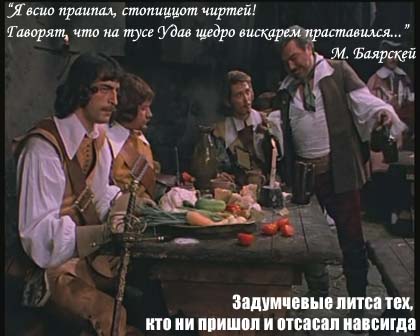 “Я всио праипал, стопиццот чиртей!
Гаворят, что на тусе Удав щедро вискарем праставился...”
М. Баярскей
Задумчевые литса тех,
кто ни пришол и отсасал навсигда